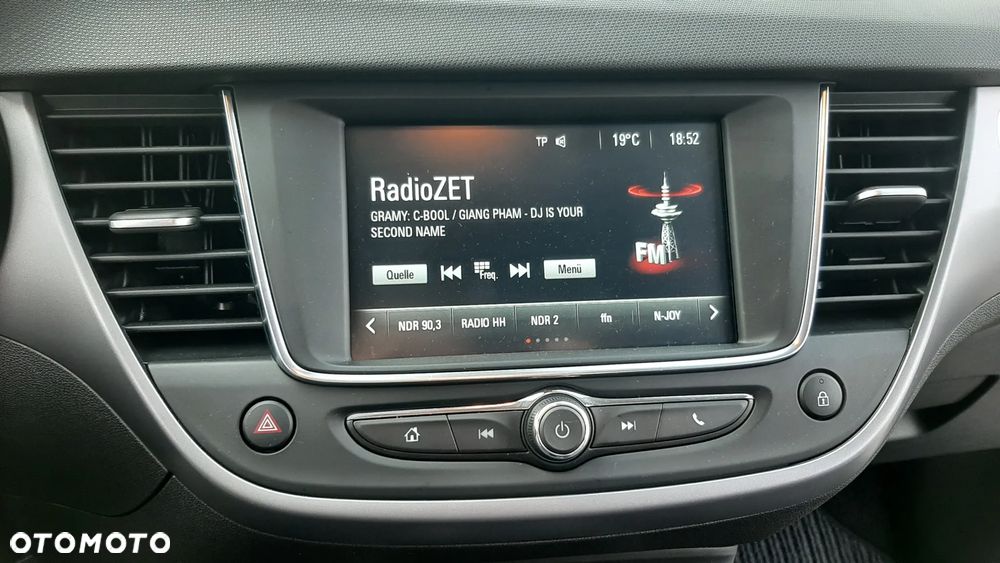 TP 19°C 18:52
RadioZET
GRAMY: C-BOOL / GIANG PHAM - DJ IS YOUR
SECOND NAME
FM
Quelle Freq. Menü
NDR 90,3 RADIO HH NDR 2 ffn N-JOY
OTOMOTO